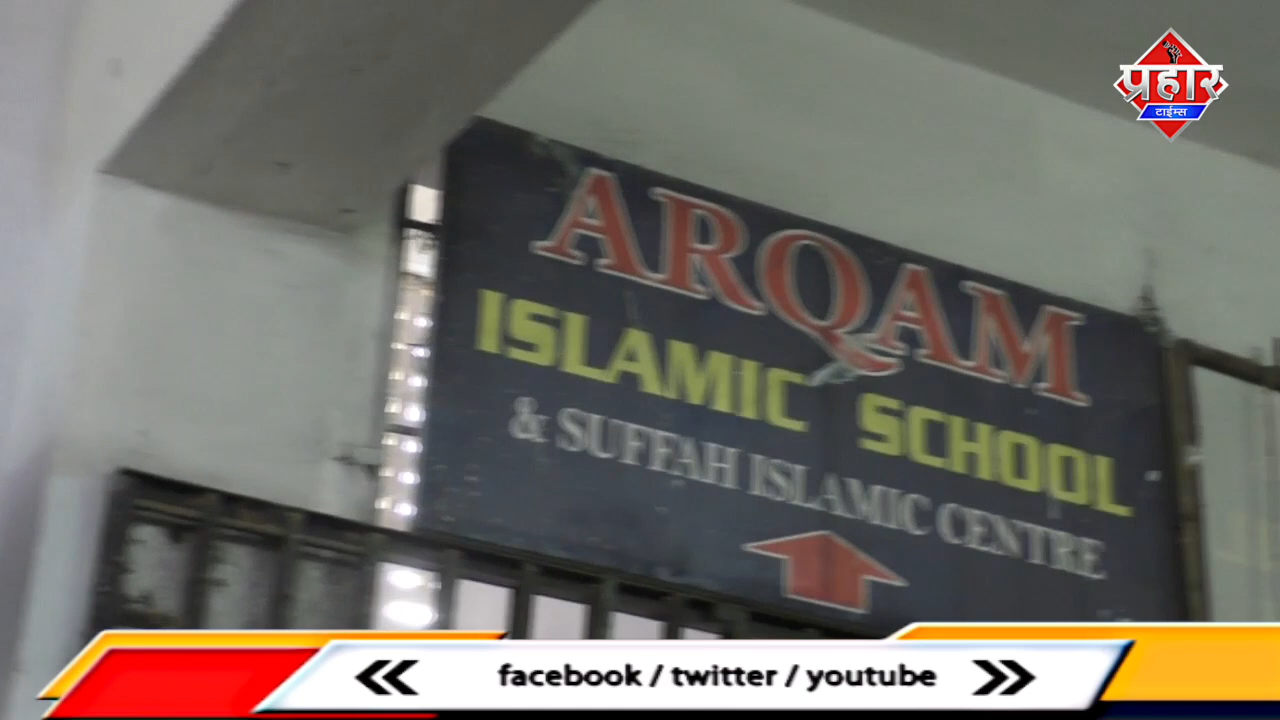 प्रहार
टाईम्स
ARQAM
ISLAMIC SCHOOL
& SUFFAH ISLAMIC CENTRE
facebook / twitter / youtube